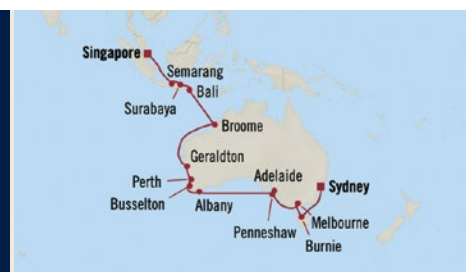 Singapore
Semarang
Surabaya
Bali
Broome
Geraldton
Perth
Busselton
Albany
Adelaide
Penneshaw
Sydney
Melbourne
Burnie